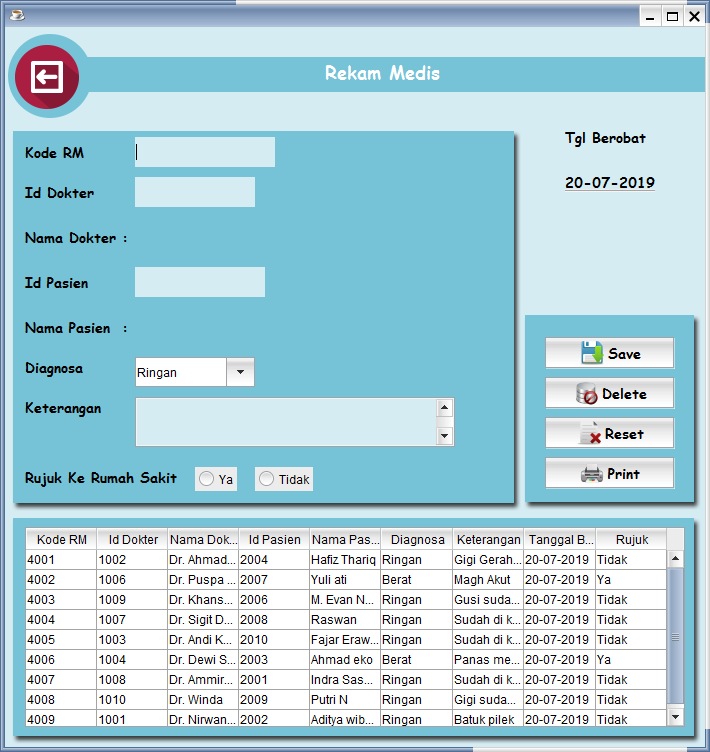 Rekam Medis
Tgl Berobat
20-07-2019
Kode RM
Id Dokter
Nama Dokter :
Id Pasien
Nama Pasien :
Diagnosa Ringan
Keterangan
Rujuk Ke Rumah Sakit Ya Tidak
Save
Delete
Reset
Print
Kode RM Id Dokter Nama Dok... Id Pasien Nama Pas... Diagnosa Keterangan Tanggal B... Rujuk
4001 1002 Dr. Ahmad... 2004 Hafiz Thariq Ringan Gigi Gerah... 20-07-2019 Tidak
4002 1006 Dr. Puspa ... 2007 Yuli ati Berat Magh Akut 20-07-2019 Ya
4003 1009 Dr. Khans... 2006 M. Evan N... Ringan Gusi suda... 20-07-2019 Tidak
4004 1007 Dr. Sigit D... 2008 Raswan Ringan Sudah di k... 20-07-2019 Tidak
4005 1003 Dr. Andi K... 2010 Fajar Eraw... Ringan Sudah di k... 20-07-2019 Tidak
4006 1004 Dr. Dewi S... 2003 Ahmad eko Berat Panas me... 20-07-2019 Ya
4007 1008 Dr. Ammir... 2001 Indra Sas... Ringan Sudah di k... 20-07-2019 Tidak
4008 1010 Dr. Winda 2009 Putri N Ringan Gigi suda... 20-07-2019 Tidak
4009 1001 Dr. Nirwan... 2002 Aditya wib... Ringan Batuk pilek 20-07-2019 Tidak